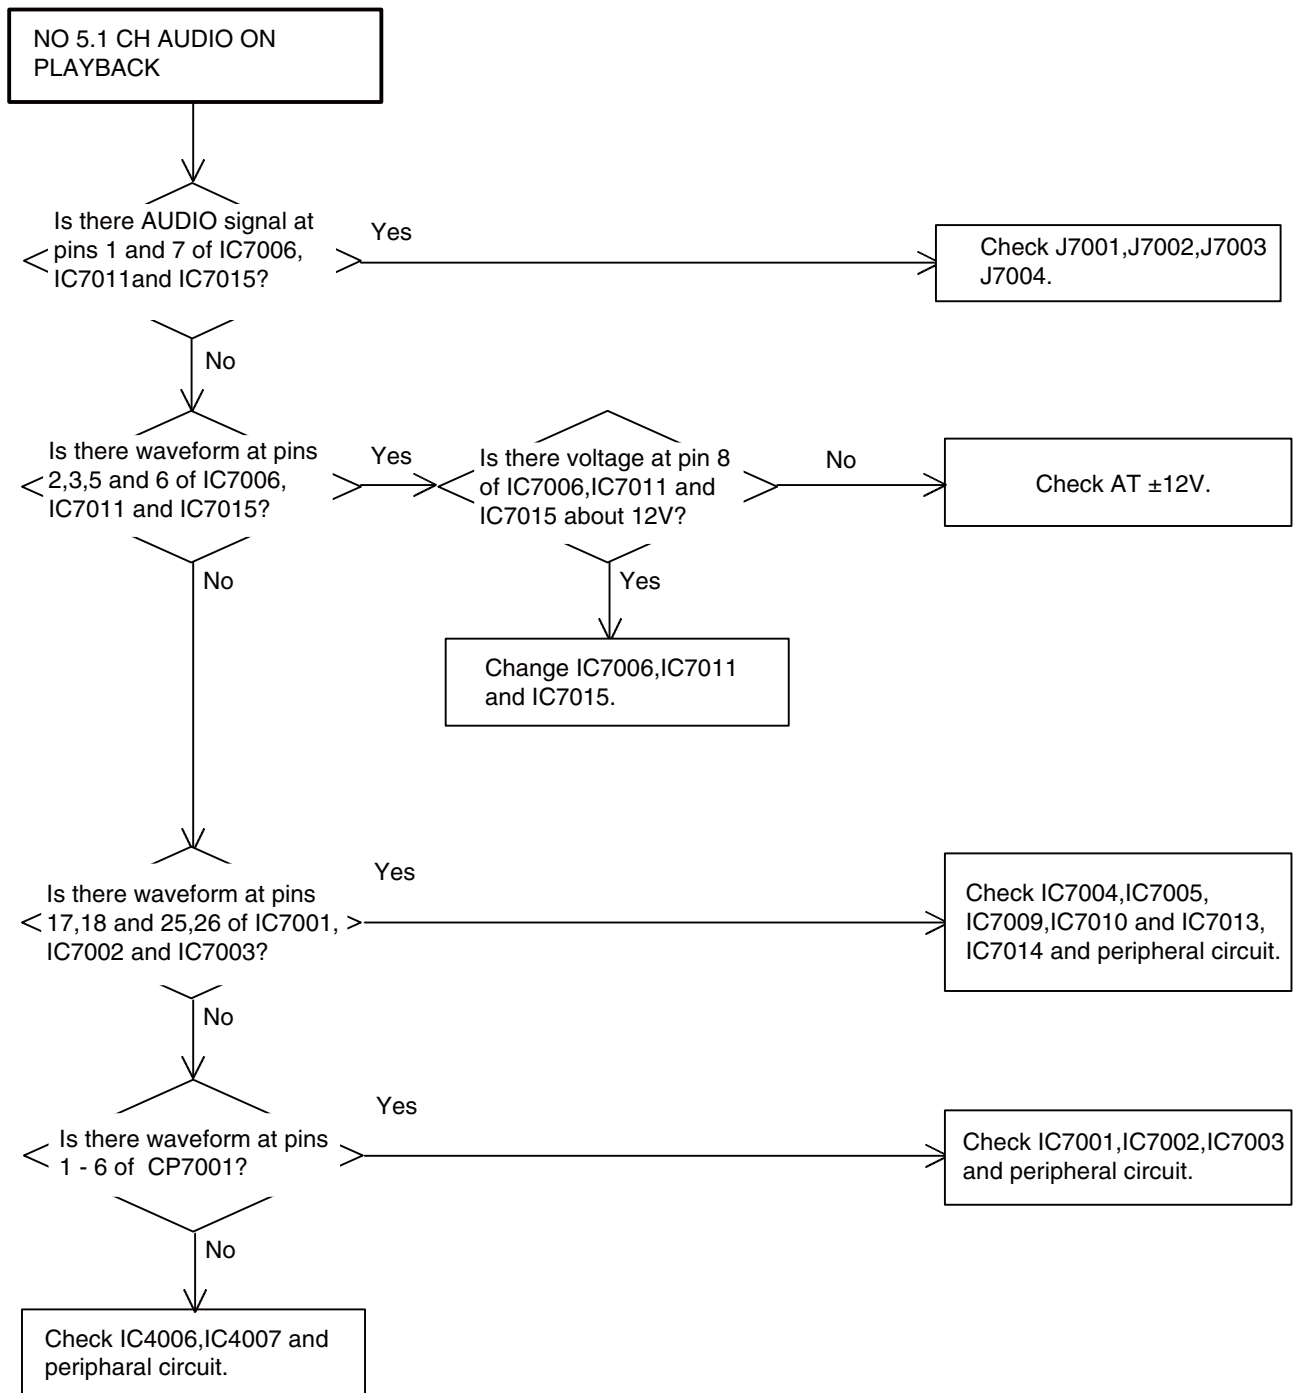 NO 5.1 CH AUDIO ON
PLAYBACK
Is there AUDIO signal at
pins 1 and 7 of IC7006,
IC7011and IC7015?
Yes
Check J7001,J7002,J7003
J7004.
No
Is there waveform at pins
2,3,5 and 6 of IC7006,
IC7011 and IC7015?
Yes
Is there voltage at pin 8
of IC7006,IC7011 and
IC7015 about 12V?
No
Check AT ±12V.
Yes
Change IC7006,IC7011
and IC7015.
No
Is there waveform at pins
17,18 and 25,26 of IC7001,
IC7002 and IC7003?
Yes
Check IC7004,IC7005,
IC7009,IC7010 and IC7013,
IC7014 and peripheral circuit.
No
Is there waveform at pins
1 - 6 of  CP7001?
Yes
Check IC7001,IC7002,IC7003
and peripheral circuit.
No
Check IC4006,IC4007 and
peripharal circuit.